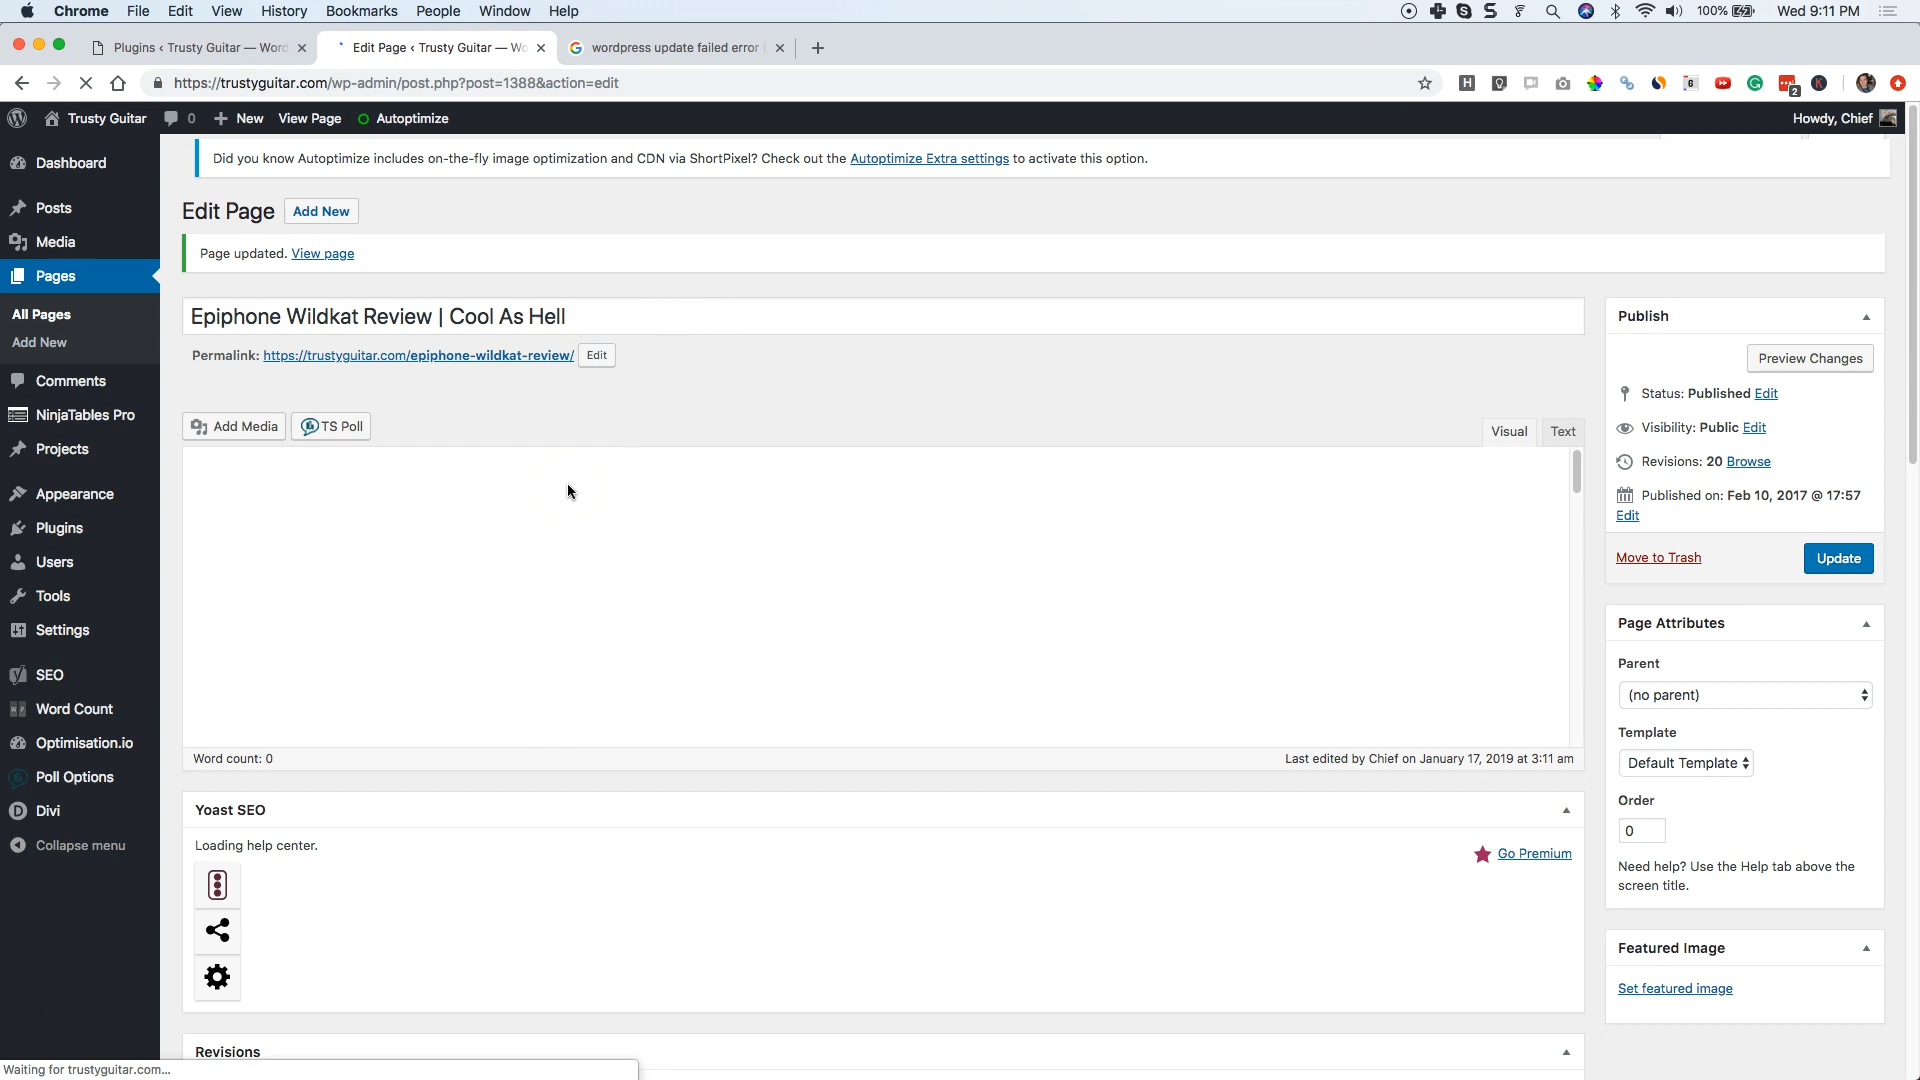 Chrome File Edit View History Bookmarks People Window Help 100% Wed 9:11 PM
Plugins ‹ Trusty Guitar — Word
Edit Page ‹ Trusty Guitar — Wo
wordpress update failed error
https://trustyguitar.com/wp-admin/post.php?post=1388&action=edit
Trusty Guitar 0 New View Page Autoptimize Howdy, Chief
Did you know Autoptimize includes on-the-fly image optimization and CDN via ShortPixel? Check out the Autoptimize Extra settings to activate this option.
Dashboard
Posts
Media
Pages
All Pages
Add New
Comments
NinjaTables Pro
Projects
Appearance
Plugins
Users
Tools
Settings
SEO
Word Count
Optimisation.io
Poll Options
Divi
Collapse menu
Edit Page Add New
Page updated. View page
Epiphone Wildkat Review | Cool As Hell
Permalink: https://trustyguitar.com/epiphone-wildkat-review/ Edit
Add Media TS Poll
Visual Text
Word count: 0 Last edited by Chief on January 17, 2019 at 3:11 am
Yoast SEO
Loading help center.
Go Premium
Revisions
Publish
Preview Changes
Status: Published Edit
Visibility: Public Edit
Revisions: 20 Browse
Published on: Feb 10, 2017 @ 17:57
Edit
Move to Trash Update
Page Attributes
Parent
(no parent)
Template
Default Template
Order
0
Need help? Use the Help tab above the
screen title.
Featured Image
Set featured image
Waiting for trustyguitar.com...